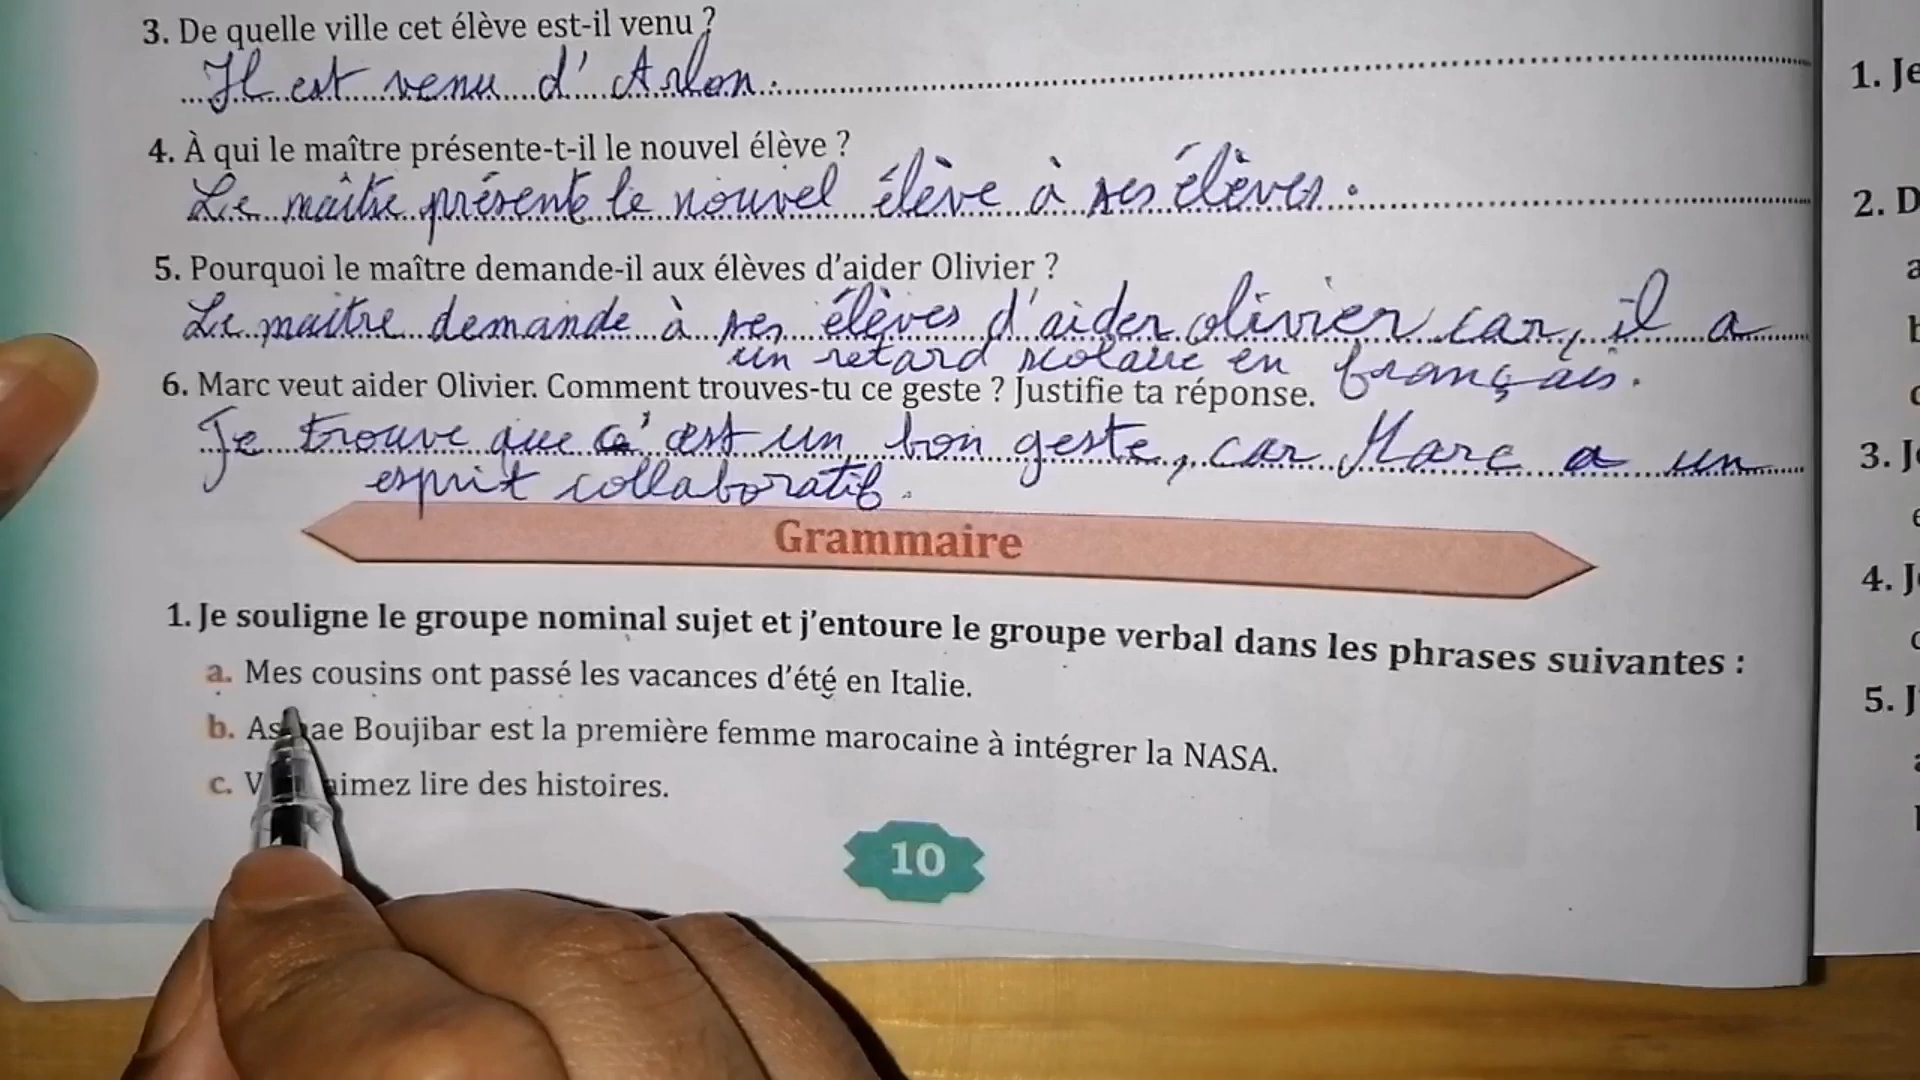 3. De quelle ville cet élève est-il venu ?
Il est venu d'Arlon.
4. À qui le maître présente-t-il le nouvel élève ?
Le maître présente le nouvel élève à ses élèves.
5. Pourquoi le maître demande-il aux élèves d'aider Olivier ?
Le maitre demande à ses élèves d'aider olivier car, il a
un retard scolaire en français.
6. Marc veut aider Olivier. Comment trouves-tu ce geste ? Justifie ta réponse.
Je trouve que c'est un bon geste, car Marc a un
esprit collaboratif.
Grammaire
1. Je souligne le groupe nominal sujet et j'entoure le groupe verbal dans les phrases suivantes :
a. Mes cousins ont passé les vacances d'été en Italie.
b. Boujibar est la première femme marocaine à intégrer la NASA.
c. aimez lire des histoires.
10
1. Je
2. D
3. J
4. J
5. J